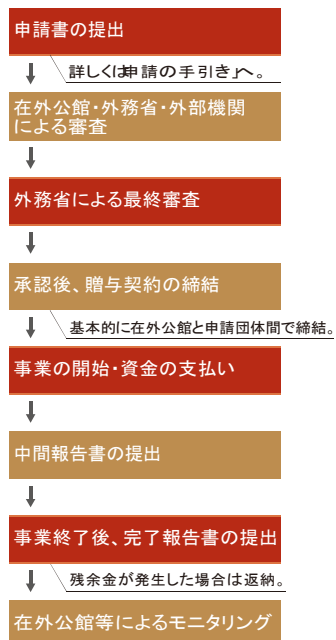 申請書の提出
詳しくは「申請の手引き」へ。
在外公館・外務省・外部機関
による審査
外務省による最終審査
承認後、贈与契約の締結
基本的に在外公館と申請団体間で締結。
事業の開始・資金の支払い
中間報告書の提出
事業終了後、完了報告書の提出
残余金が発生した場合は返納。
在外公館等によるモニタリング